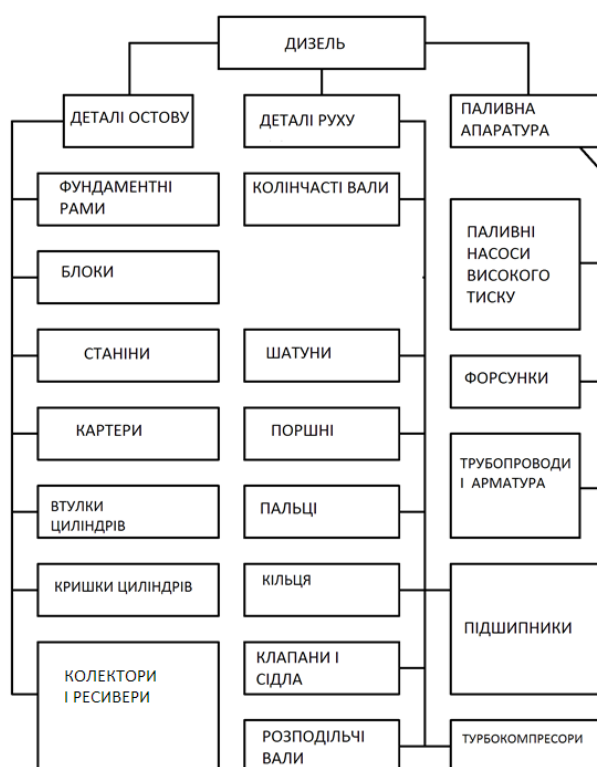 ДИЗЕЛЬ
ДЕТАЛІ ОСТОВУ
ФУНДАМЕНТНІ
РАМИ
БЛОКИ
СТАНІНИ
КАРТЕРИ
ВТУЛКИ
ЦИЛІНДРІВ
КРИШКИ ЦИЛІНДРІВ
КОЛЕКТОРИ
І РЕСИВЕРИ
ДЕТАЛІ РУХУ
КОЛІНЧАСТІ ВАЛИ
ШАТУНИ
ПОРШНІ
ПАЛЬЦІ
КІЛЬЦЯ
КЛАПАНИ І
СІДЛА
РОЗПОДІЛЬЧІ
ВАЛИ
ПАЛИВНА
АПАРАТУРА
ПАЛИВНІ
НАСОСИ
ВИСОКОГО
ТИСКУ
ФОРСУНКИ
ТРУБОПРОВОДИ
І АРМАТУРА
ПІДШИПНИКИ
ТУРБОКОМПРЕСОРИ